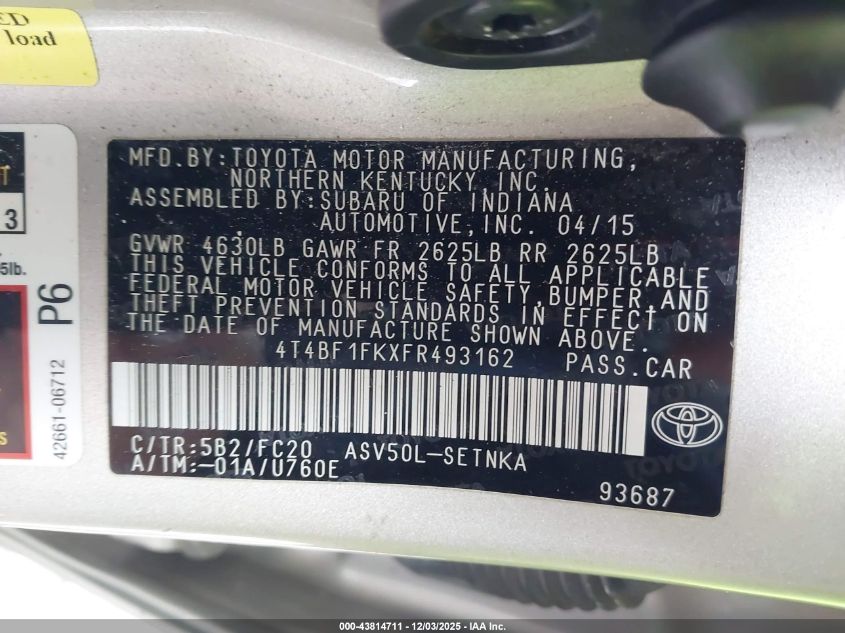 ED
load
T
3
5lb.
P6
42661-06712
S
MFD.BY:TOYOTA MOTOR MANUFACTURING,
NORTHERN KENTUCKY,INC.
ASSEMBLED BY:SUBARU OF INDIANA
AUTOMOTIVE,INC. 04/15
GVWR 4630LB GAWR FR 2625LB RR 2625LB
THIS VEHICLE CONFORMS TO ALL APPLICABLE
FEDERAL MOTOR VEHICLE SAFETY,BUMPER,AND
THEFT PREVENTION STANDARDS IN EFFECT ON
THE DATE OF MANUFACTURE SHOWN ABOVE.
4T4BF1FKXFR493162 PASS.CAR
C/TR:5B2/FC20 ASV50L-SETNKA
A/TM:-01A/U760E
93687
000-43814711 - 12/03/2025 - IAA Inc.